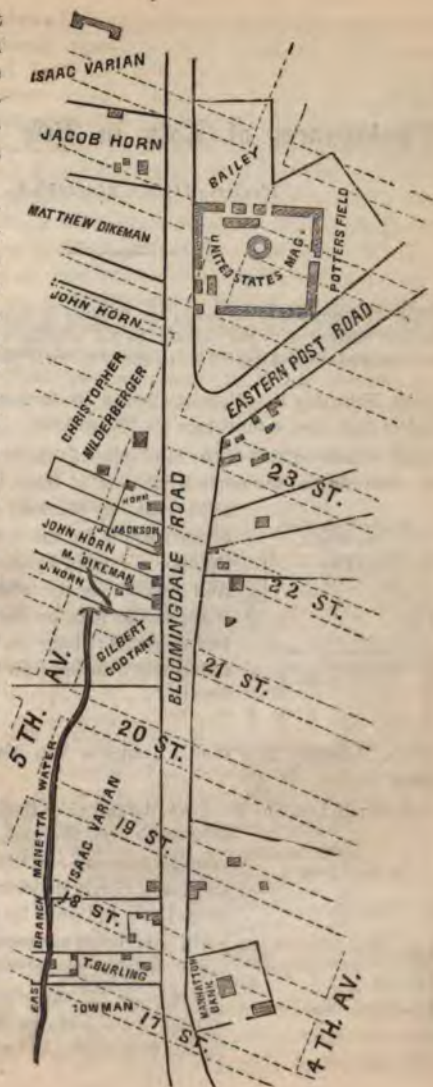 ISAAC VARIAN
JACOB HORN
BAILEY
MATTHEW DIKEMAN
UNITED STATES MAG.
POTTERS FIELD
JOHN HORN
EASTERN POST ROAD
CHRISTOPHER
MILDERBERGER
23 ST.
HORN
J. JACKSON
JOHN HORN
M. DIKEMAN
J. HORN
BLOOMINGDALE ROAD
22 ST.
GILBERT
COOTANT
21 ST.
5 TH. AV.
20 ST.
EAST BRANCH MANETTA WATER
ISAAC VARIAN
19 ST.
18 ST.
T. BURLING
MANHATTAN
BANK
TOWMAN
17 ST.
4 TH. AV.